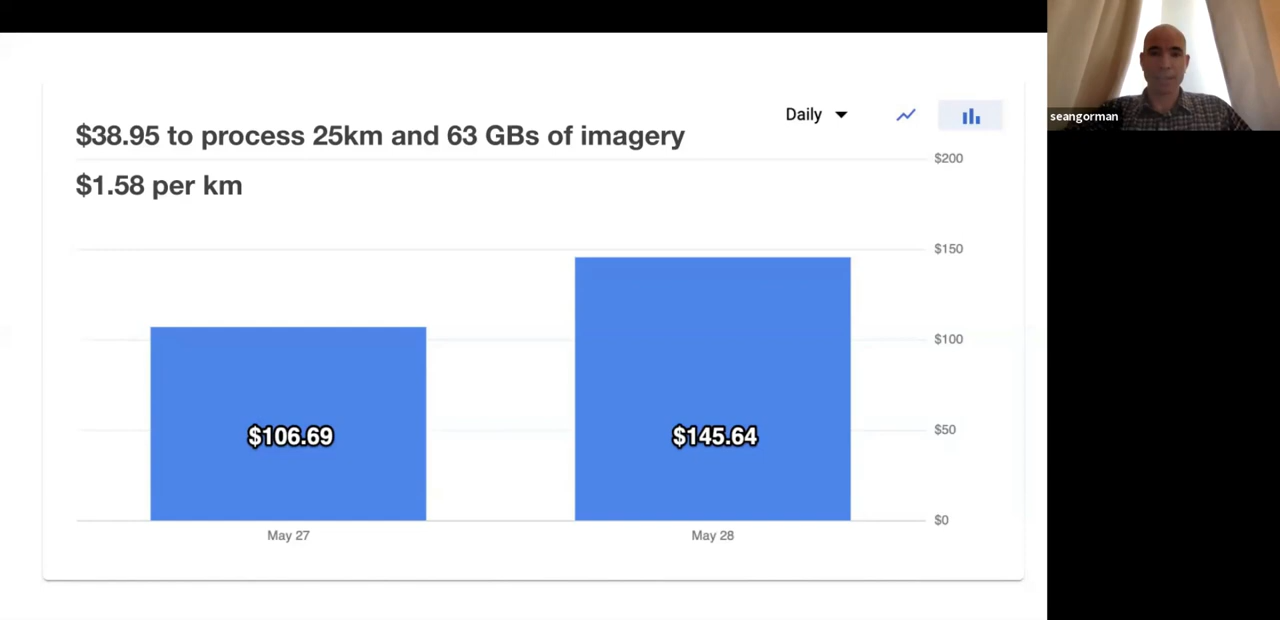 Daily
$38.95 to process 25km and 63 GBs of imagery
$1.58 per km
$200
$150
$100
$50
$0
$106.69
$145.64
May 27
May 28
seangorman